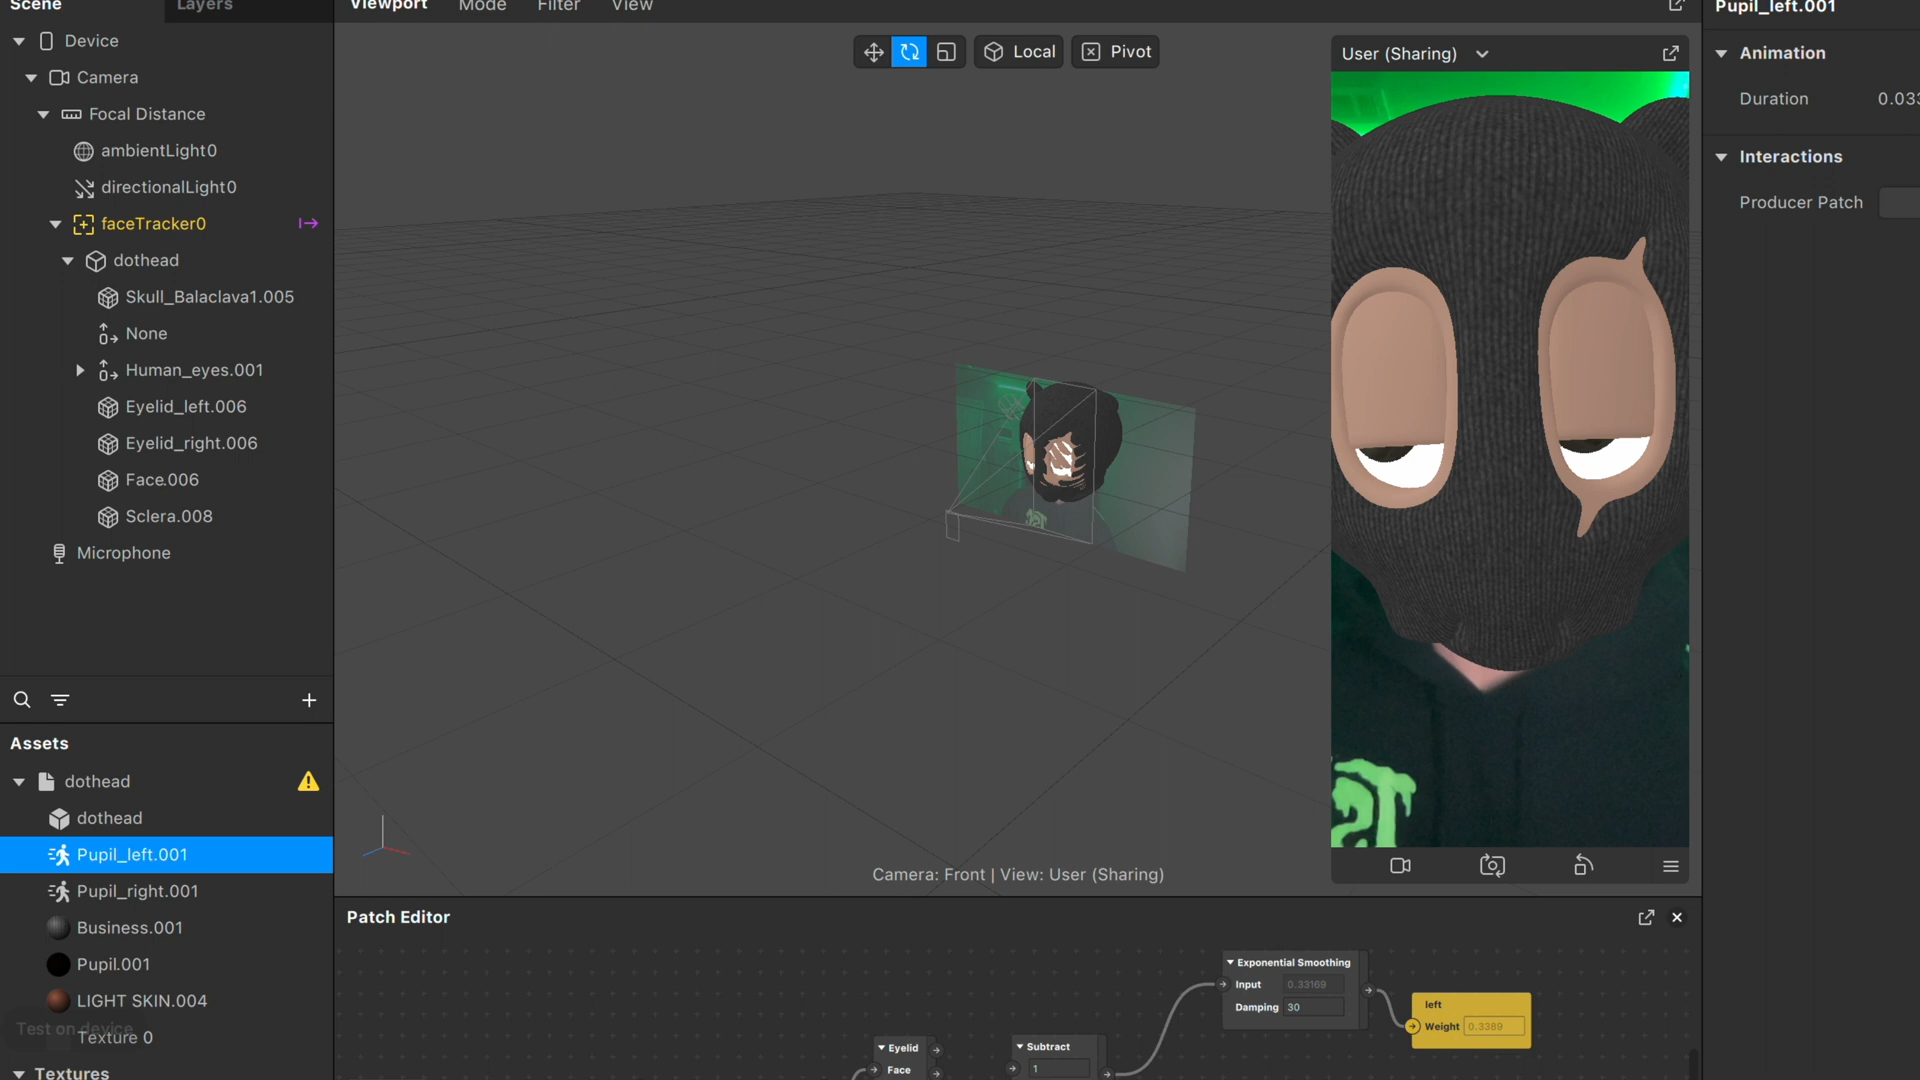 Scene
Layers
Viewport
Mode
Filter
View
Pupil_left.001
Device
Camera
Focal Distance
ambientLight0
directionalLight0
faceTracker0
dothead
Skull_Balaclava1.005
None
Human_eyes.001
Eyelid_left.006
Eyelid_right.006
Face.006
Sclera.008
Microphone
Local
Pivot
User (Sharing)
Animation
Duration
0.033
Interactions
Producer Patch
Camera: Front | View: User (Sharing)
Assets
dothead
dothead
Pupil_left.001
Pupil_right.001
Business.001
Pupil.001
LIGHT SKIN.004
Test on device
Texture 0
Textures
Patch Editor
Exponential Smoothing
Input
0.33169
Damping
30
left
Weight
0.3389
Eyelid
Face
Subtract
1